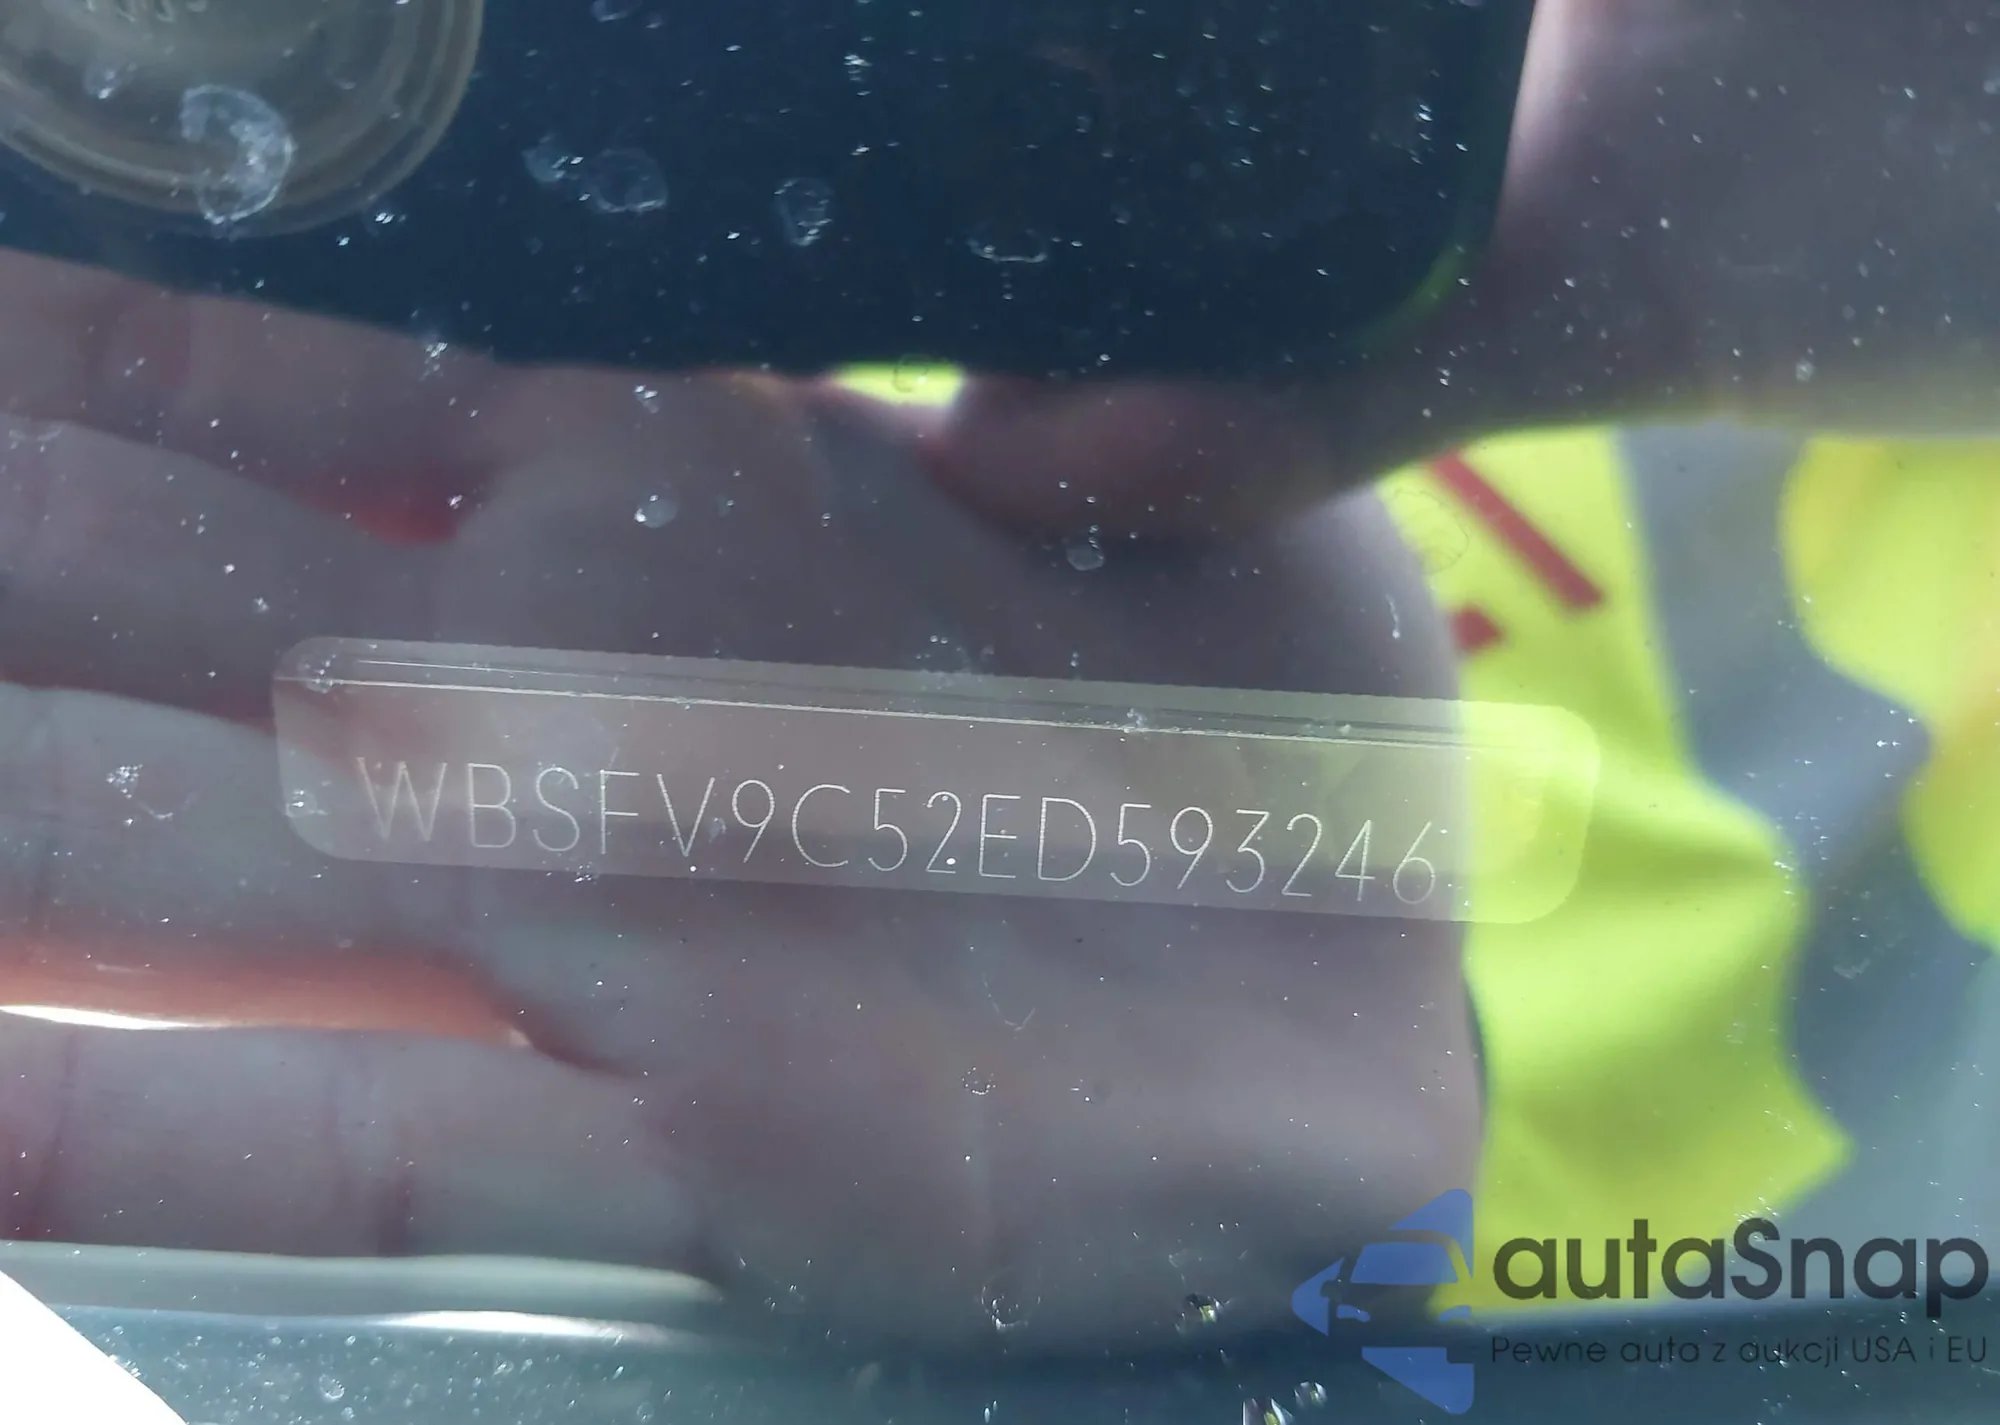 WBSFV9C52ED593246
autaSnap
Pewne auto z aukcji USA i EU